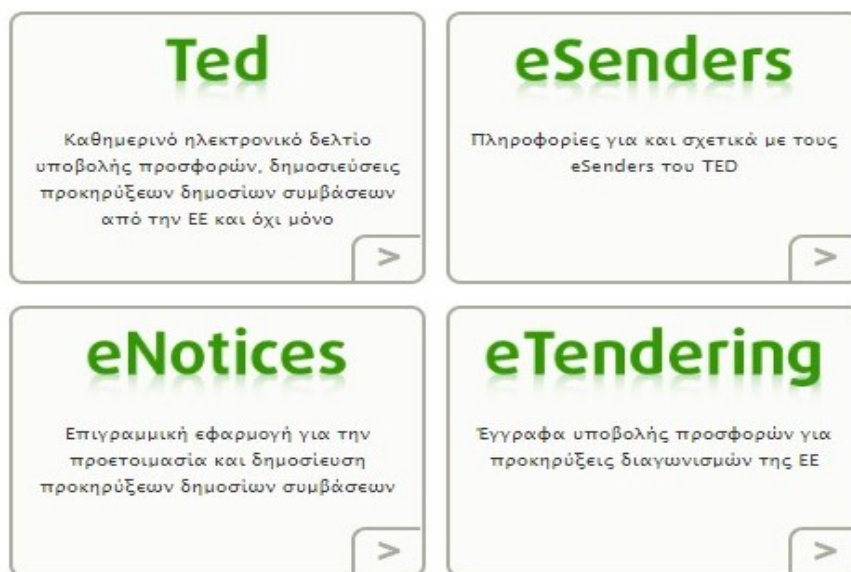 Ted
Καθημερινό ηλεκτρονικό δελτίο
υποβολής προσφορών, δημοσιεύσεις
προκηρύξεων δημοσίων συμβάσεων
από την ΕΕ και όχι μόνο
>
eSenders
Πληροφορίες για και σχετικά με τους
eSenders του TED
>
eNotices
Επιγραμμική εφαρμογή για την
προετοιμασία και δημοσίευση
προκηρύξεων δημοσίων συμβάσεων
>
eTendering
Έγγραφα υποβολής προσφορών για
προκηρύξεις διαγωνισμών της ΕΕ
>